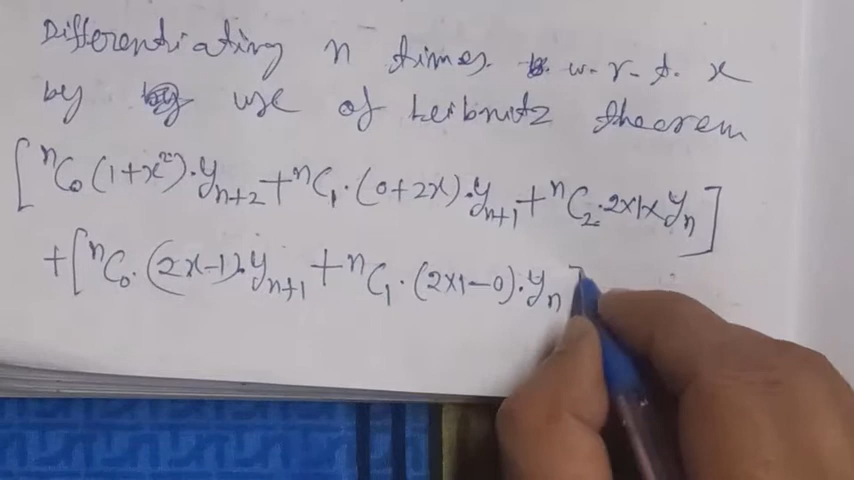 Differentiating n times w.r.t. x
by use of Leibnitz theorem
[ⁿC₀(1+x²)·yₙ₊₂+ⁿC₁·(0+2x)·yₙ₊₁+ⁿC₂·2×1×yₙ]
+[ⁿC₀·(2x-1)·yₙ₊₁+ⁿC₁·(2×1-0)·yₙ]